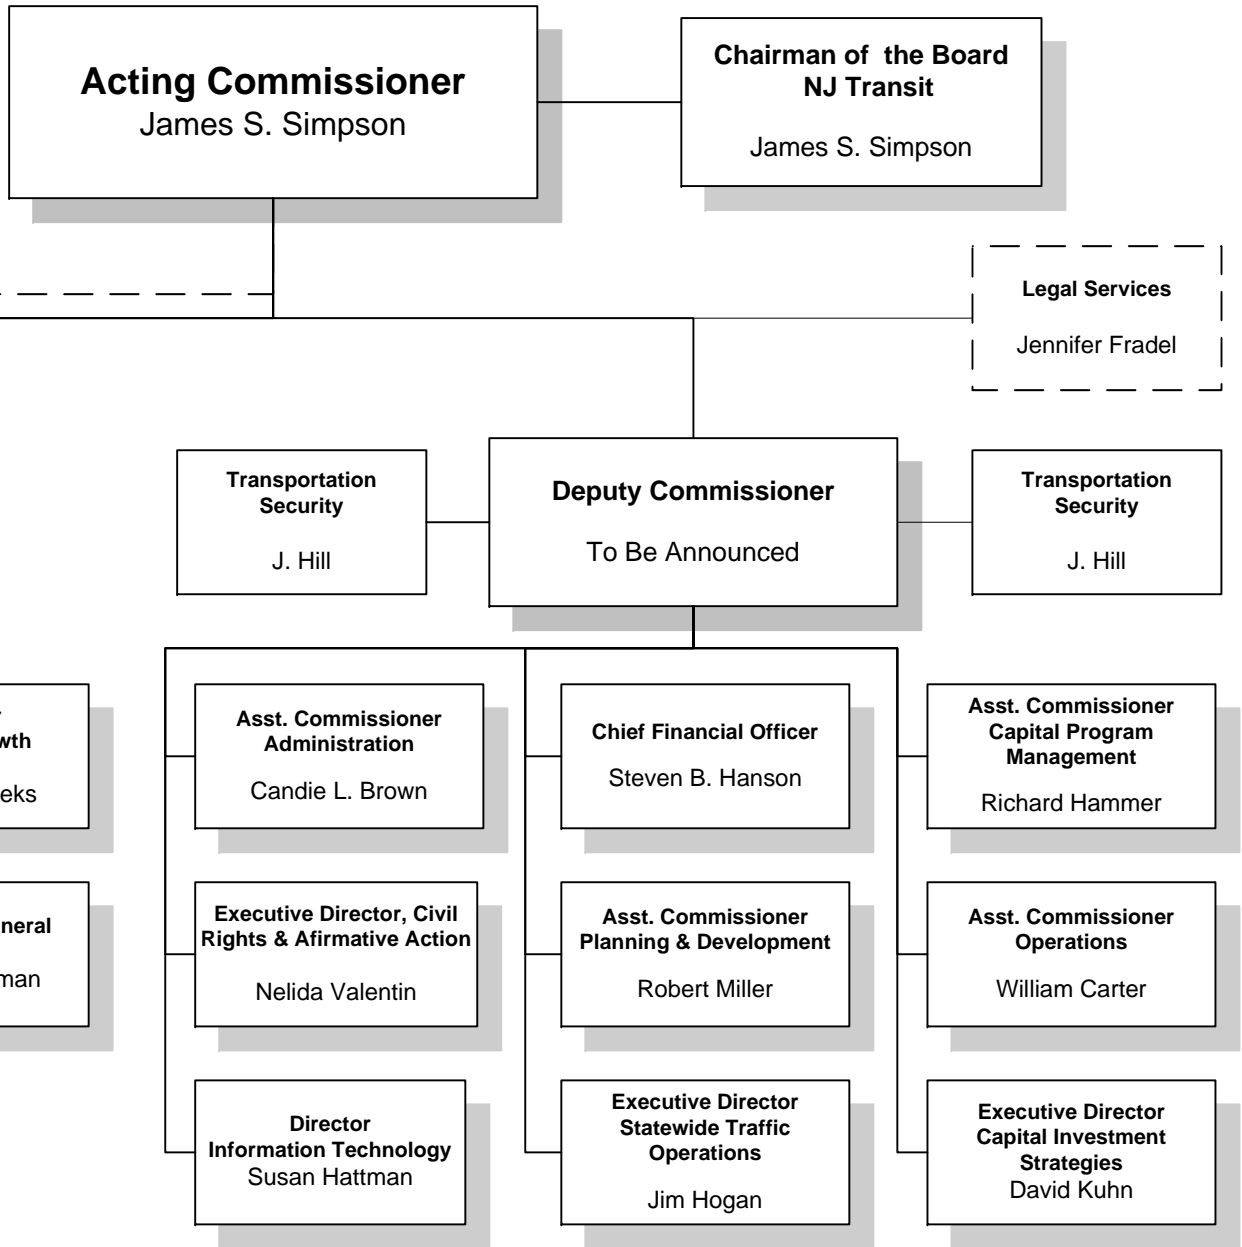 Acting Commissioner
James S. Simpson
Chairman of the Board
NJ Transit
James S. Simpson
Legal Services
Jennifer Fradel
Transportation
Security
J. Hill
Deputy Commissioner
To Be Announced
Transportation
Security
J. Hill
Asst. Commissioner
Administration
Candie L. Brown
Chief Financial Officer
Steven B. Hanson
Asst. Commissioner
Capital Program
Management
Richard Hammer
Executive Director, Civil
Rights & Afirmative Action
Nelida Valentin
Asst. Commissioner
Planning & Development
Robert Miller
Asst. Commissioner
Operations
William Carter
Director
Information Technology
Susan Hattman
Executive Director
Statewide Traffic
Operations
Jim Hogan
Executive Director
Capital Investment
Strategies
David Kuhn